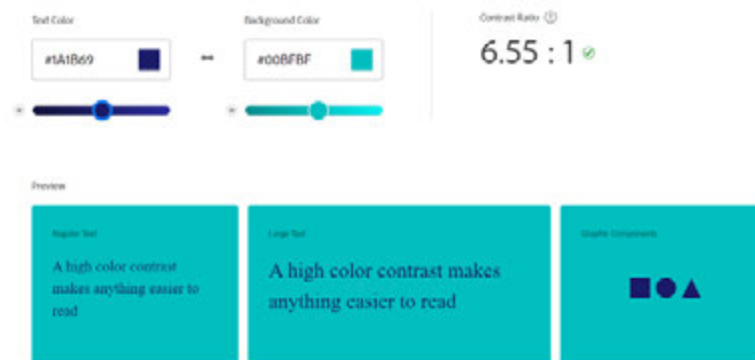 Text Color
Background Color
Contrast Ratio
#1A1B69
#00BFBF
6.55 : 1
Preview
Regular Text
Large Text
Graphic Components
A high color contrast
makes anything easier to
read
A high color contrast makes
anything easier to read